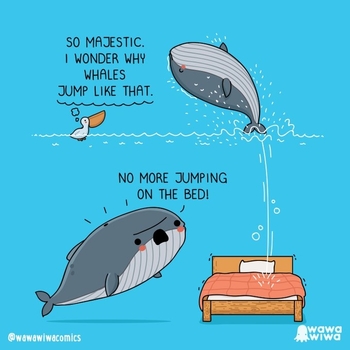 SO MAJESTIC.
I WONDER WHY
WHALES
JUMP LIKE THAT.
NO MORE JUMPING
ON THE BED!
@wawawiwacomics
wawa
wiwa